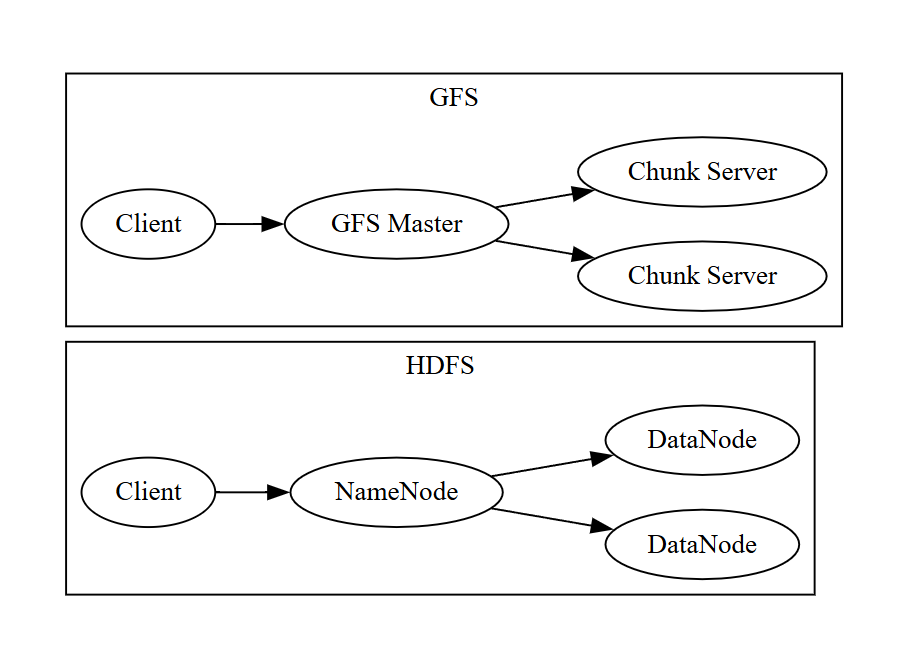 GFS
Client
GFS Master
Chunk Server
Chunk Server
HDFS
Client
NameNode
DataNode
DataNode